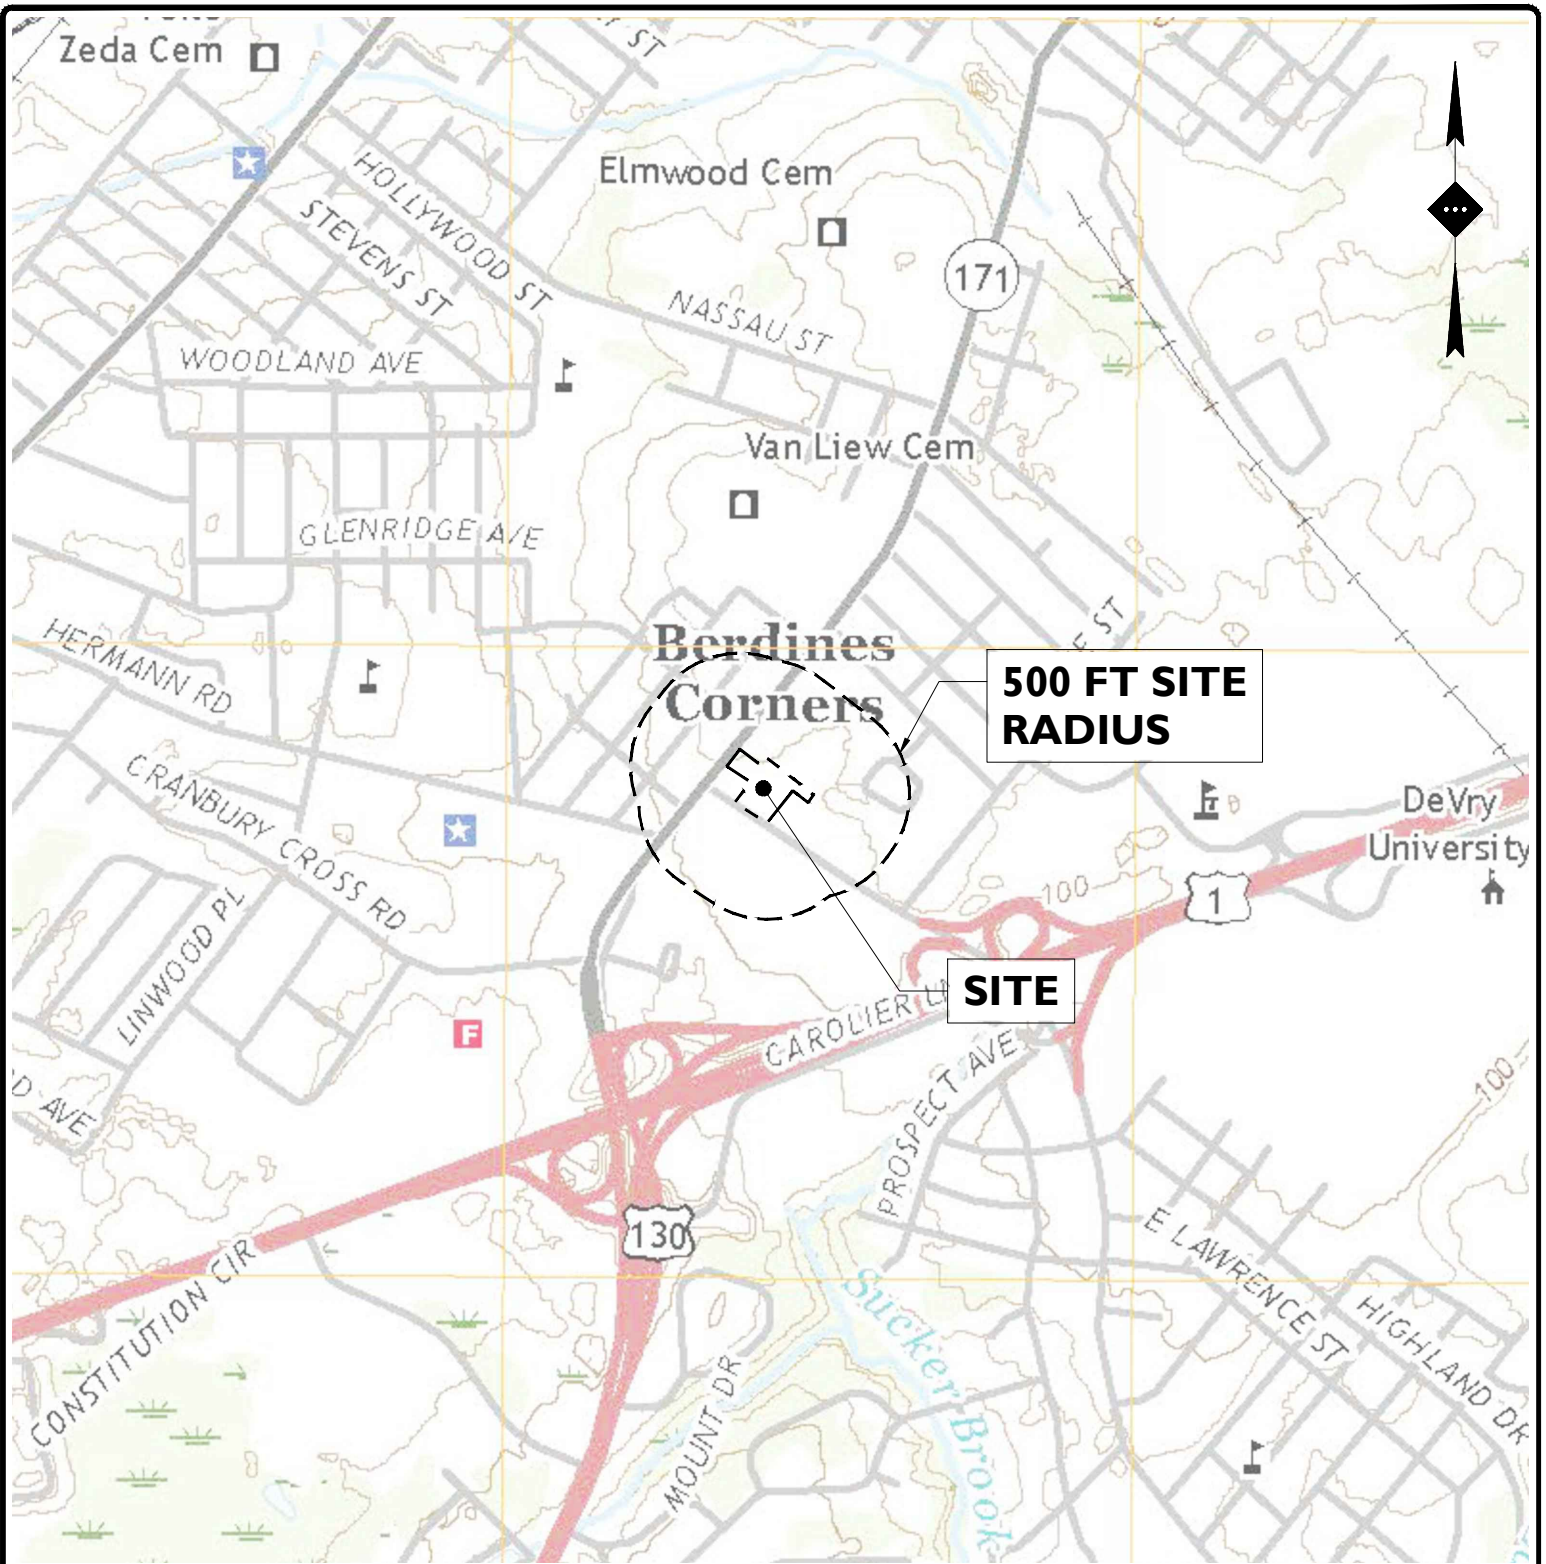 Zeda Cem
ST
Elmwood Cem
HOLLYWOOD ST
STEVENS ST
171
NASSAU ST
WOODLAND AVE
Van Liew Cem
GLENRIDGE A/E
HERMANN RD
E ST
Berdines
Corners
500 FT SITE
RADIUS
CRANBURY CROSS RD
DeVry
University
LINWOOD PL
100
1
SITE
F
CAROLIER L
PROSPECT AVE
D AVE
100
130
E LAWRENCE ST
HIGHLAND DR
CONSTITUTION CIR
Sucker Brook
MOUNT DR